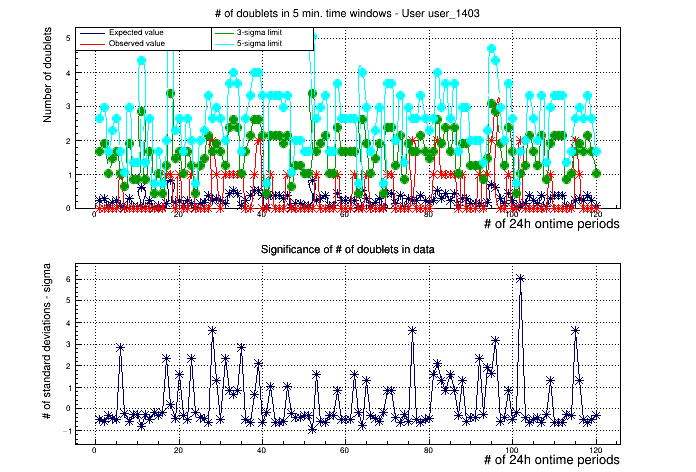 # of doublets in 5 min. time windows - User user_1403
Expected value
3-sigma limit
Observed value
5-sigma limit
Number of doublets
5
4
3
2
1
0
0 20 40 60 80 100 120
# of 24h ontime periods
Significance of # of doublets in data
# of standard deviations - sigma
6
5
4
3
2
1
0
−1
0 20 40 60 80 100 120
# of 24h ontime periods